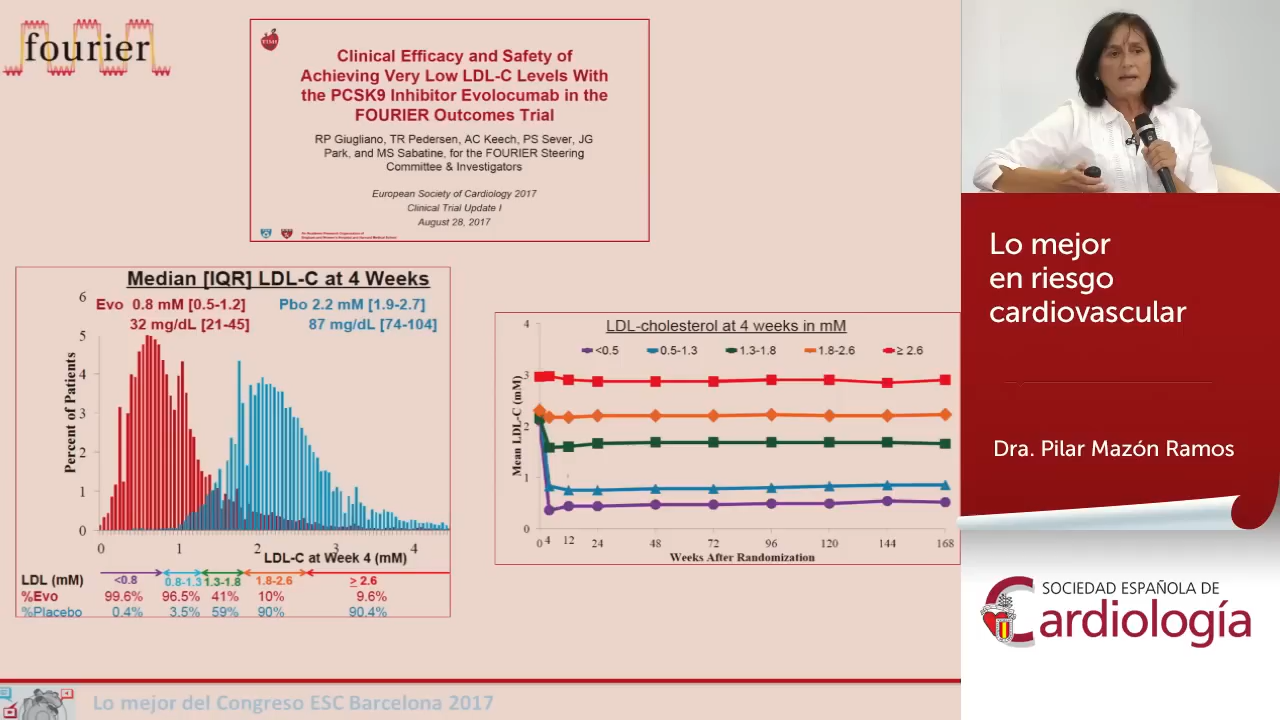 fourier
TIMI
Clinical Efficacy and Safety of
Achieving Very Low LDL-C Levels With
the PCSK9 Inhibitor Evolocumab in the
FOURIER Outcomes Trial
RP Giugliano, TR Pedersen, AC Keech, PS Sever, JG
Park, and MS Sabatine, for the FOURIER Steering
Committee & Investigators
European Society of Cardiology 2017
Clinical Trial Update I
August 28, 2017
Median [IQR] LDL-C at 4 Weeks
Evo 0.8 mM [0.5-1.2]
32 mg/dL [21-45]
Pbo 2.2 mM [1.9-2.7]
87 mg/dL [74-104]
Percent of Patients
6
5
4
3
2
1
0
0 1 2 3 4
LDL-C at Week 4 (mM)
LDL (mM) <0.8 0.8-1.3 1.3-1.8 1.8-2.6 ≥ 2.6
%Evo 99.6% 96.5% 41% 10% 9.6%
%Placebo 0.4% 3.5% 59% 90% 90.4%
LDL-cholesterol at 4 weeks in mM
<0.5 0.5-1.3 1.3-1.8 1.8-2.6 ≥ 2.6
Mean LDL-C (mM)
4
3
2
1
0
0 4 12 24 48 72 96 120 144 168
Weeks After Randomization
Lo mejor del Congreso ESC Barcelona 2017
Lo mejor
en riesgo
cardiovascular
Dra. Pilar Mazón Ramos
SOCIEDAD ESPAÑOLA DE
Cardiología